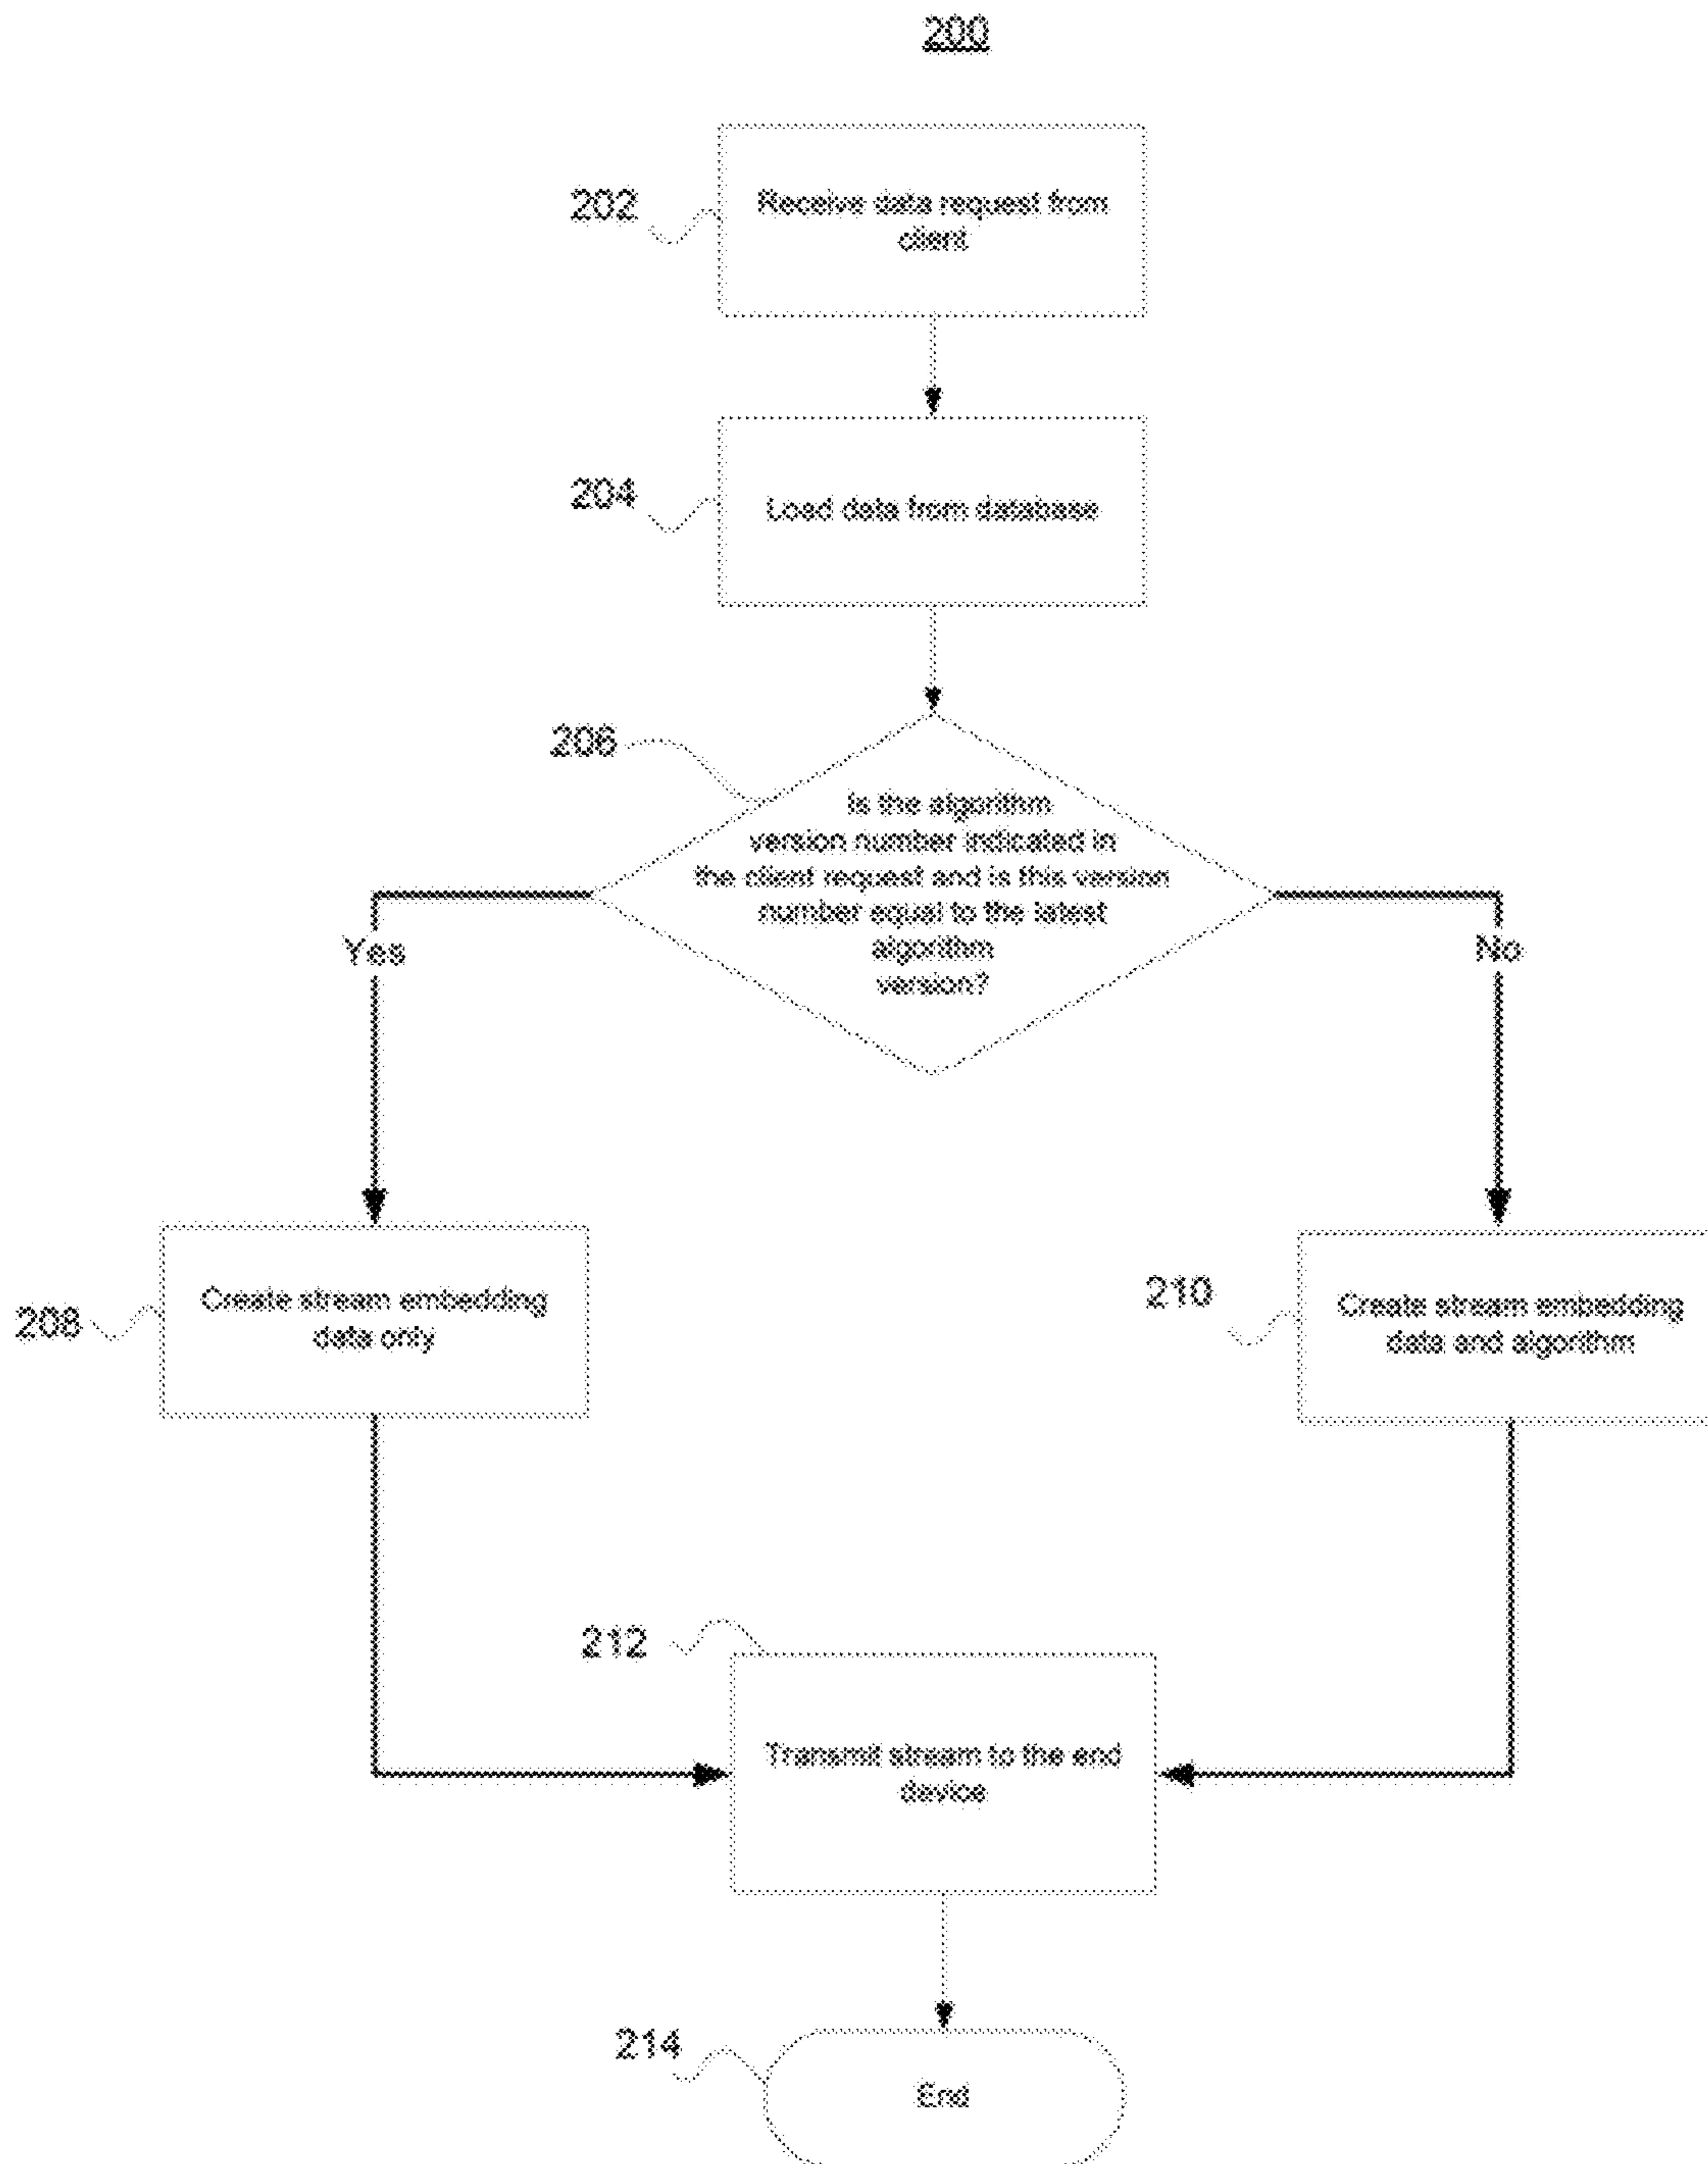 200
202
Receive data request from
client
204
Load data from database
206
Is the algorithm
version number indicated in
the client request and is this version
number equal to the latest
algorithm
version?
Yes
No
208
Create stream embedding
data only
210
Create stream embedding
data and algorithm
212
Transmit stream to the end
device
214
End